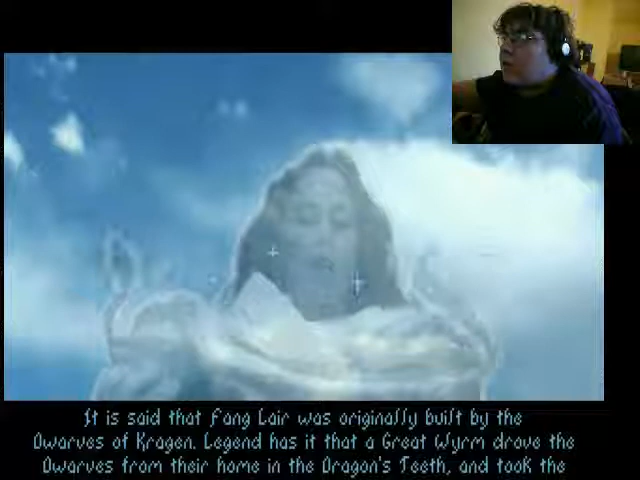 It is said that Fang Lair was originally built by the
Dwarves of Kragen. Legend has it that a Great Wyrm drove the
Dwarves from their home in the Dragon's Teeth, and took the